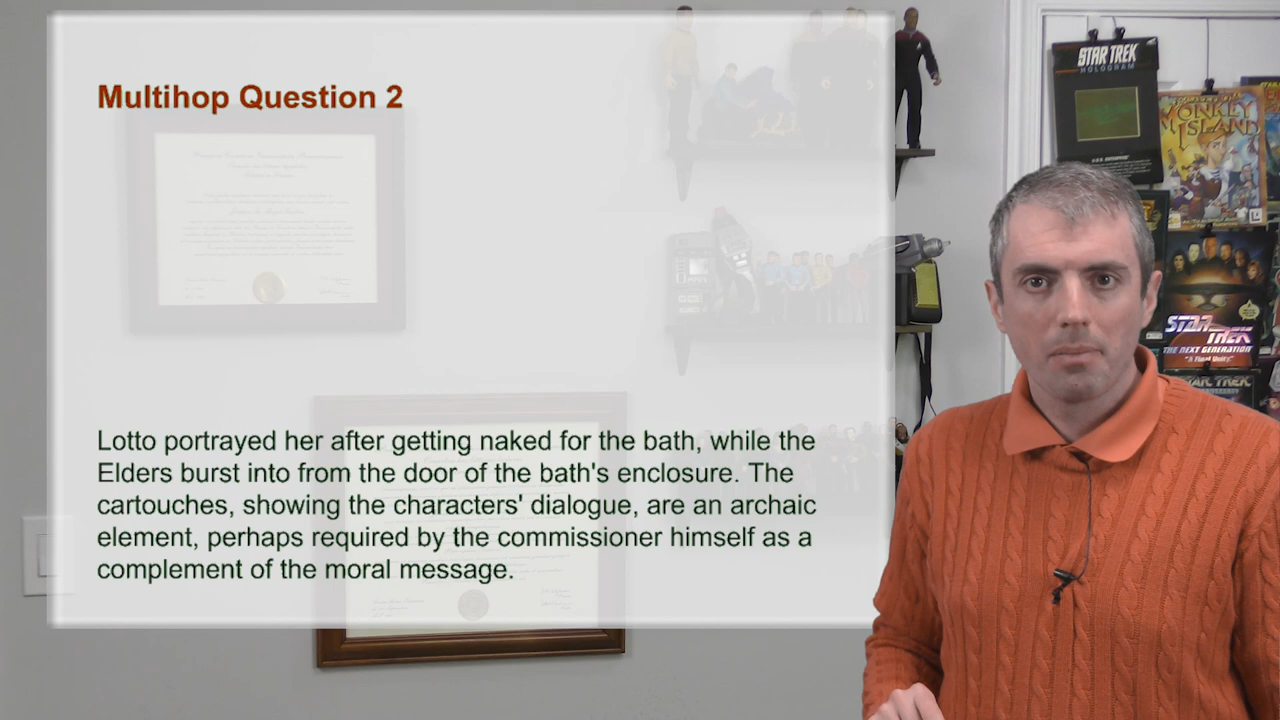 Multihop Question 2
Lotto portrayed her after getting naked for the bath, while the
Elders burst into from the door of the bath's enclosure. The
cartouches, showing the characters' dialogue, are an archaic
element, perhaps required by the commissioner himself as a
complement of the moral message.
STAR TREK
HOLOGRAM
MONKEY
ISLAND
STAR TREK
THE NEXT GENERATION
"A Final Unity"
STAR TREK